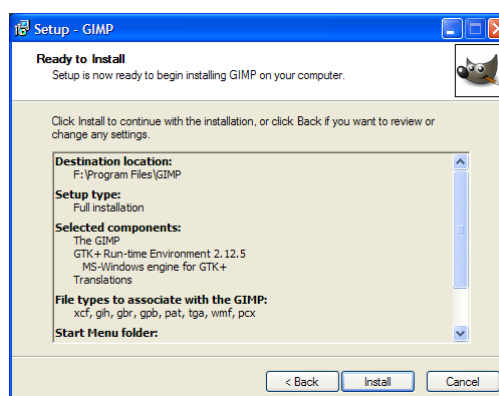 Setup - GIMP
Ready to Install
Setup is now ready to begin installing GIMP on your computer.
Click Install to continue with the installation, or click Back if you want to review or
change any settings.
Destination location:
F:\Program Files\GIMP
Setup type:
Full installation
Selected components:
The GIMP
GTK+ Run-time Environment 2.12.5
MS-Windows engine for GTK+
Translations
File types to associate with the GIMP:
xcf, gih, gbr, gpb, pat, tga, wmf, pcx
Start Menu folder:
< Back Install Cancel